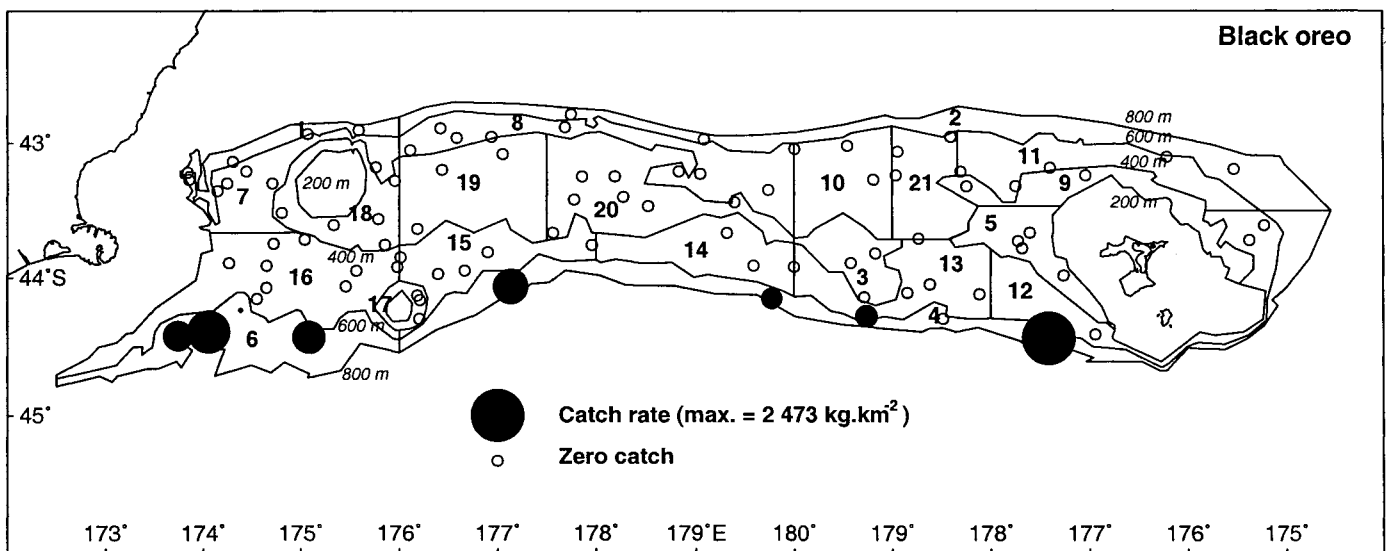 Black oreo
800 m
600 m
400 m
200 m
43°
44°S
45°
2
8
11
7
200 m
18
19
20
10
21
9
5
15
14
400 m
16
17
3
13
12
4
6
600 m
800 m
Catch rate (max. = 2 473 kg.km⁻²)
Zero catch
173° 174° 175° 176° 177° 178° 179°E 180° 179° 178° 177° 176° 175°